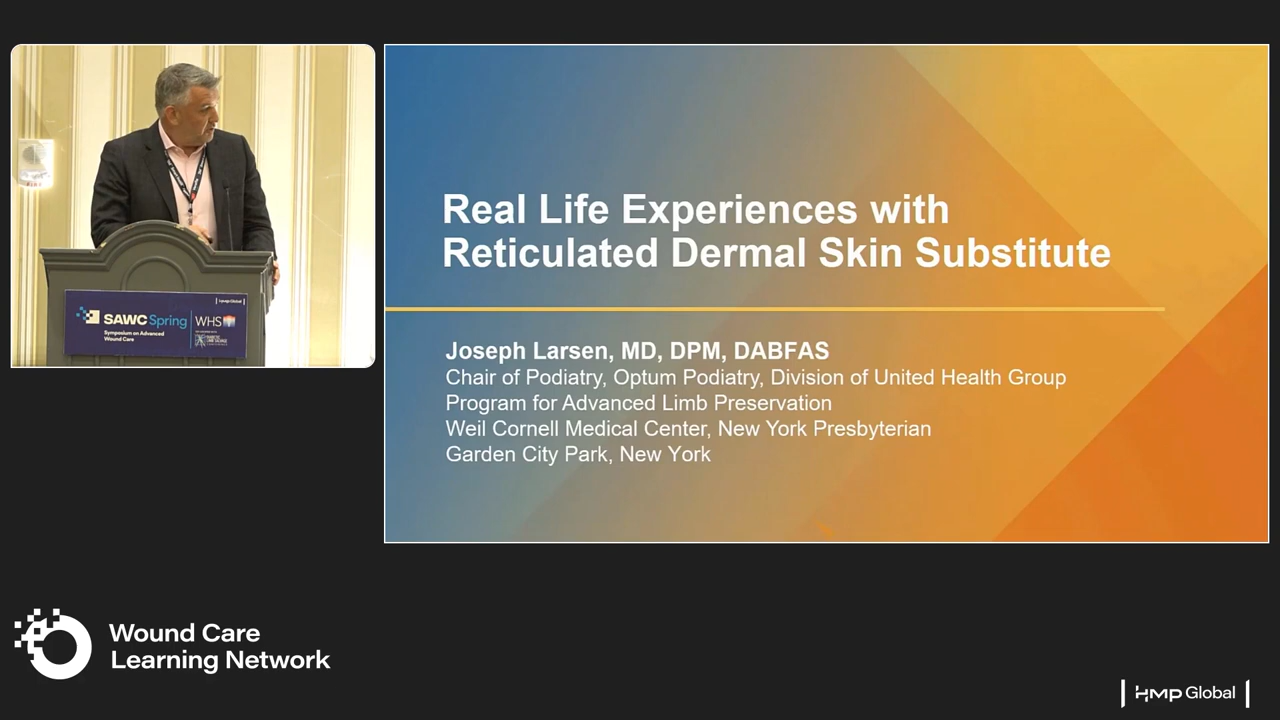 Real Life Experiences with
Reticulated Dermal Skin Substitute
Joseph Larsen, MD, DPM, DABFAS
Chair of Podiatry, Optum Podiatry, Division of United Health Group
Program for Advanced Limb Preservation
Weil Cornell Medical Center, New York Presbyterian
Garden City Park, New York
SAWC Spring
Symposium on Advanced
Wound Care
WHS
Wound Care
Learning Network
HMP Global